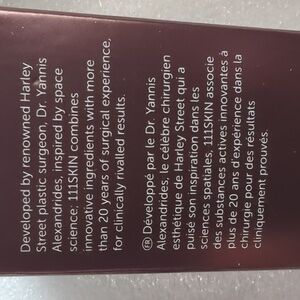 Developed by renowned Harley
Street plastic surgeon, Dr. Yannis
Alexandrides, inspired by space
science; 111SKIN combines
innovative ingredients with more
than 20 years of surgical experience,
for clinically rivalled results.
FR Développé par le Dr. Yannis
Alexandrides, le célèbre chirurgien
esthétique de Harley Street qui a
puisé son inspiration dans les
sciences spatiales, 111SKIN associe
des substances actives innovantes à
plus de 20 ans d'expérience dans la
chirurgie pour des résultats
cliniquement prouvés.